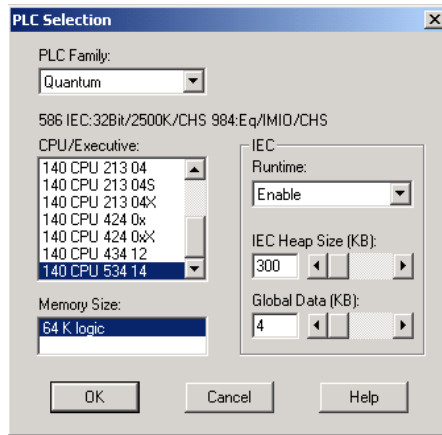 PLC Selection
PLC Family:
Quantum
586 IEC:32Bit/2500K/CHS 984:Eq/IMIO/CHS
CPU/Executive:
140 CPU 213 04
140 CPU 213 04S
140 CPU 213 04X
140 CPU 424 0x
140 CPU 424 0xX
140 CPU 434 12
140 CPU 534 14
Memory Size:
64 K logic
IEC
Runtime:
Enable
IEC Heap Size (KB):
300
Global Data (KB):
4
OK
Cancel
Help